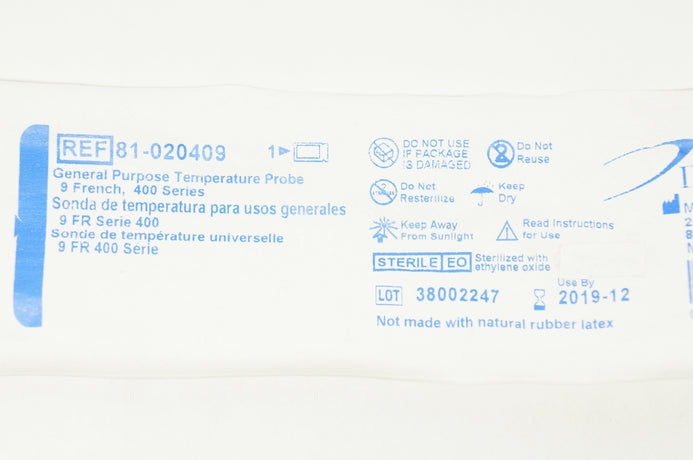 REF 81-020409 1
General Purpose Temperature Probe
9 French, 400 Series
Sonda de temperatura para usos generales
9 FR Serie 400
Sonde de température universelle
9 FR 400 Serie
DO NOT USE
IF PACKAGE
IS DAMAGED
Do Not
Reuse
Do Not
Resterilize
Keep
Dry
Keep Away
From Sunlight
Read Instructions
for Use
STERILE EO Sterilized with
ethylene oxide
LOT 38002247
Use By
2019-12
Not made with natural rubber latex